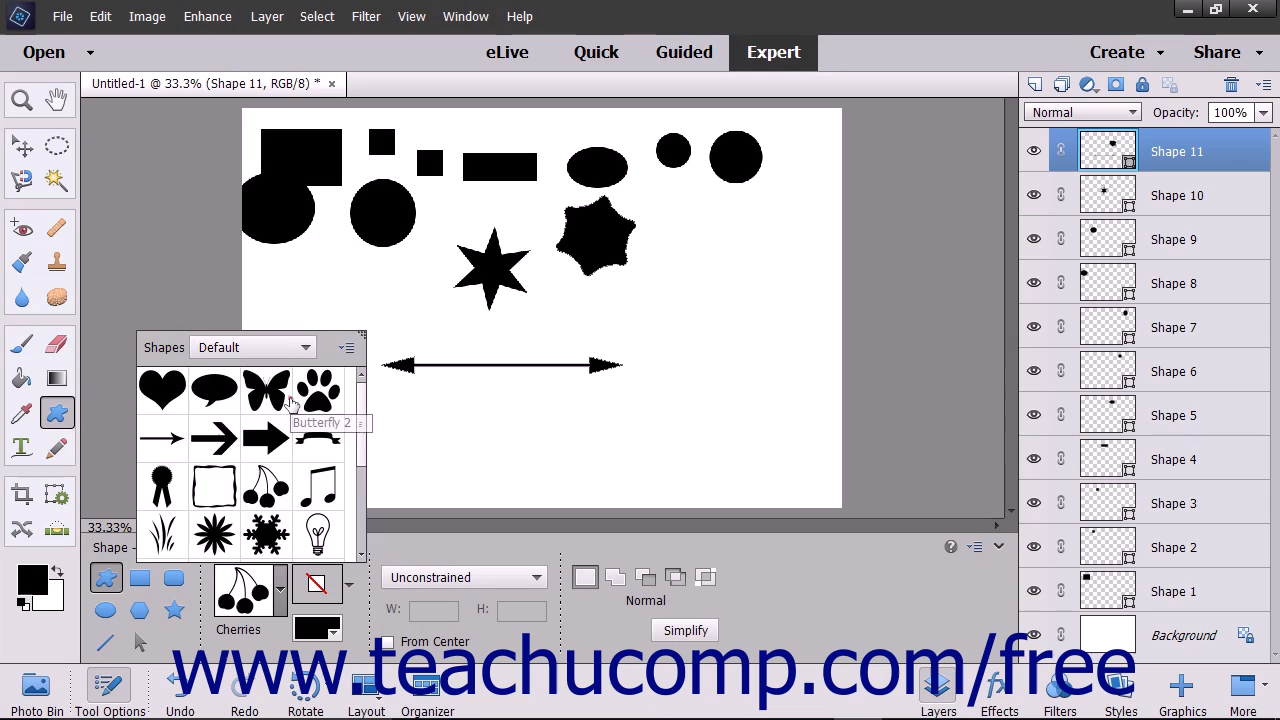 File Edit Image Enhance Layer Select Filter View Window Help
Open eLive Quick Guided Expert Create Share
Untitled-1 @ 33.3% (Shape 11, RGB/8) * ×
Normal Opacity: 100%
Shape 11
Shape 10
Shape 9
Shape 8
Shape 7
Shape 6
Shape 5
Shape 4
Shape 3
Shape 2
Shape 1
Background
Shapes Default
Butterfly 2
33.33%
Shape -
Unconstrained
W: H:
Normal
Cherries
Simplify
From Center
www.teachucomp.com/free
Photo Bin Tool Options Undo Redo Rotate Layout Organizer Layers Effects Filters Styles Graphics More